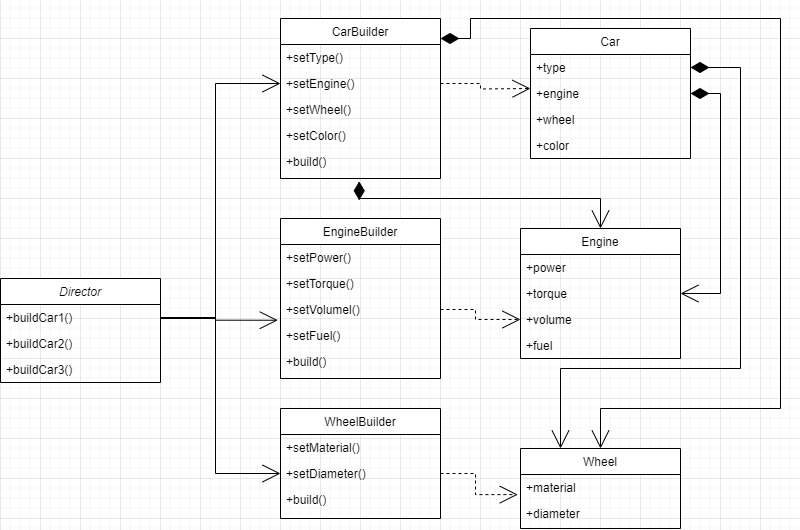 CarBuilder
+setType()
+setEngine()
+setWheel()
+setColor()
+build()
Car
+type
+engine
+wheel
+color
EngineBuilder
+setPower()
+setTorque()
+setVolumel()
+setFuel()
+build()
Engine
+power
+torque
+volume
+fuel
Director
+buildCar1()
+buildCar2()
+buildCar3()
WheelBuilder
+setMaterial()
+setDiameter()
+build()
Wheel
+material
+diameter